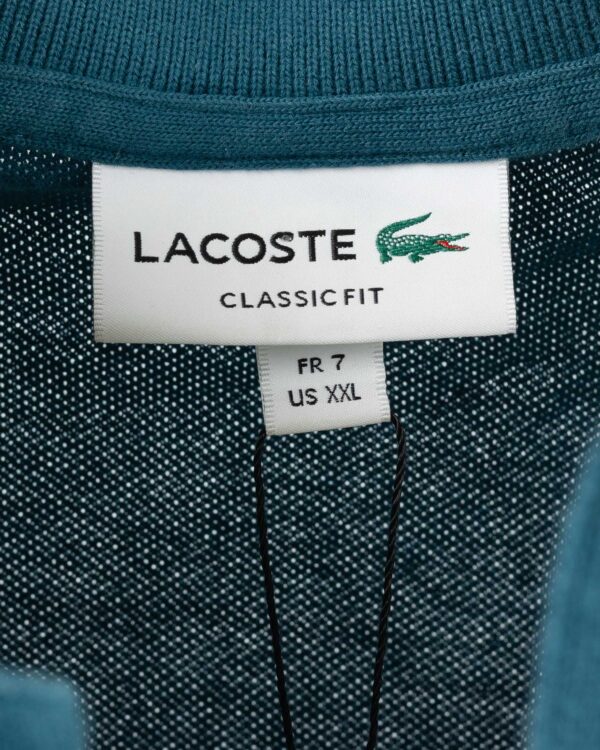 LACOSTE
CLASSIC FIT
FR 7
US XXL